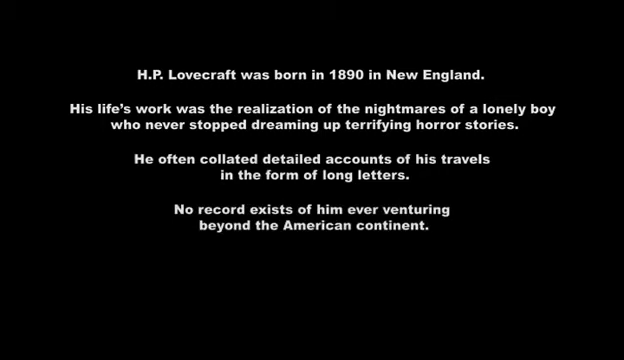 H.P. Lovecraft was born in 1890 in New England.
His life's work was the realization of the nightmares of a lonely boy
who never stopped dreaming up terrifying horror stories.
He often collated detailed accounts of his travels
in the form of long letters.
No record exists of him ever venturing
beyond the American continent.